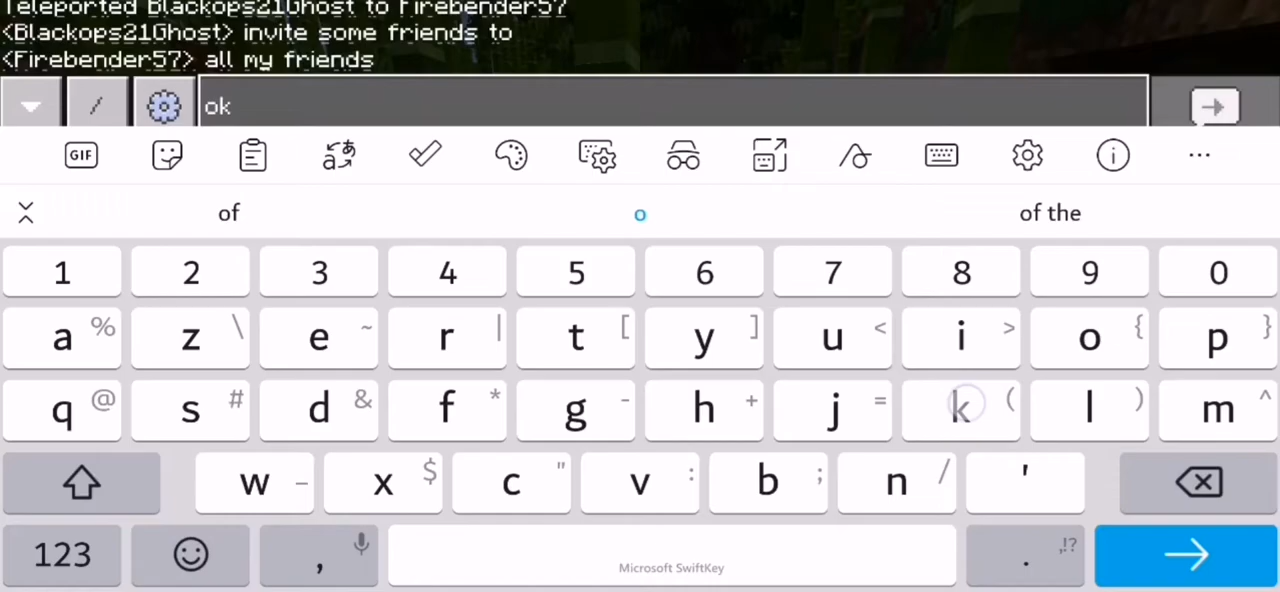 Teleported Blackops21Ghost to Firebender57
<Blackops21Ghost> invite some friends to
<Firebender57> all my friends
/ ok
GIF
of o of the
1 2 3 4 5 6 7 8 9 0
a % z \ e ~ r | t [ y ] u < i > o { p }
q @ s # d & f * g - h + j = k ( l ) m ^
w _ x $ c " v : b ; n / '
123 , Microsoft SwiftKey . ,!?